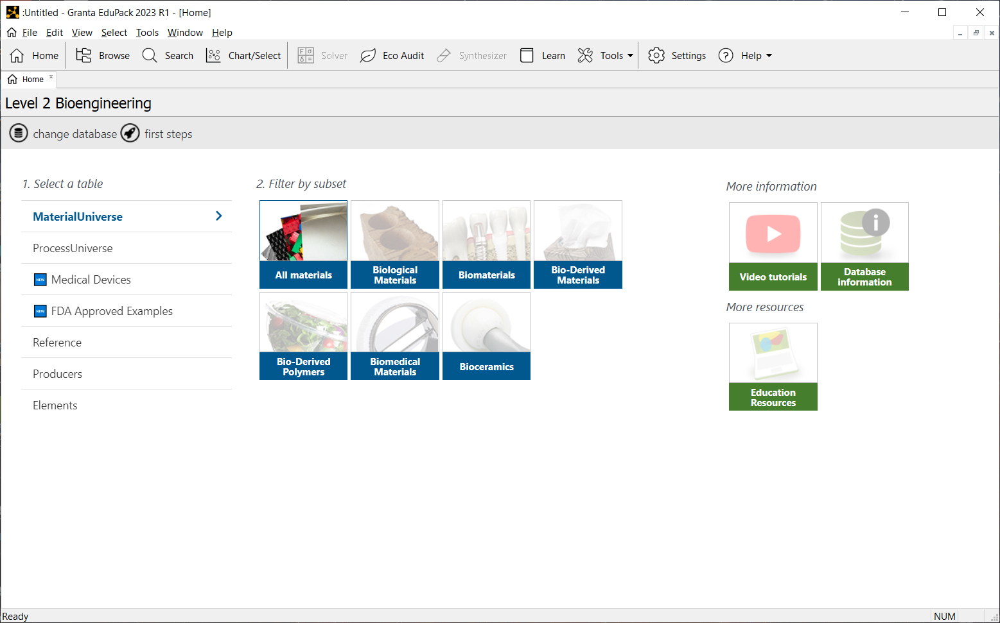 :Untitled - Granta EduPack 2023 R1 - [Home]
File Edit View Select Tools Window Help
Home Browse Search Chart/Select Solver Eco Audit Synthesizer Learn Tools Settings Help
Home
Level 2 Bioengineering
change database first steps
1. Select a table
MaterialUniverse
ProcessUniverse
NEW Medical Devices
NEW FDA Approved Examples
Reference
Producers
Elements
2. Filter by subset
All materials
Biological
Materials
Biomaterials
Bio-Derived
Materials
Bio-Derived
Polymers
Biomedical
Materials
Bioceramics
More information
Video tutorials
Database
information
More resources
Education
Resources
Ready
NUM